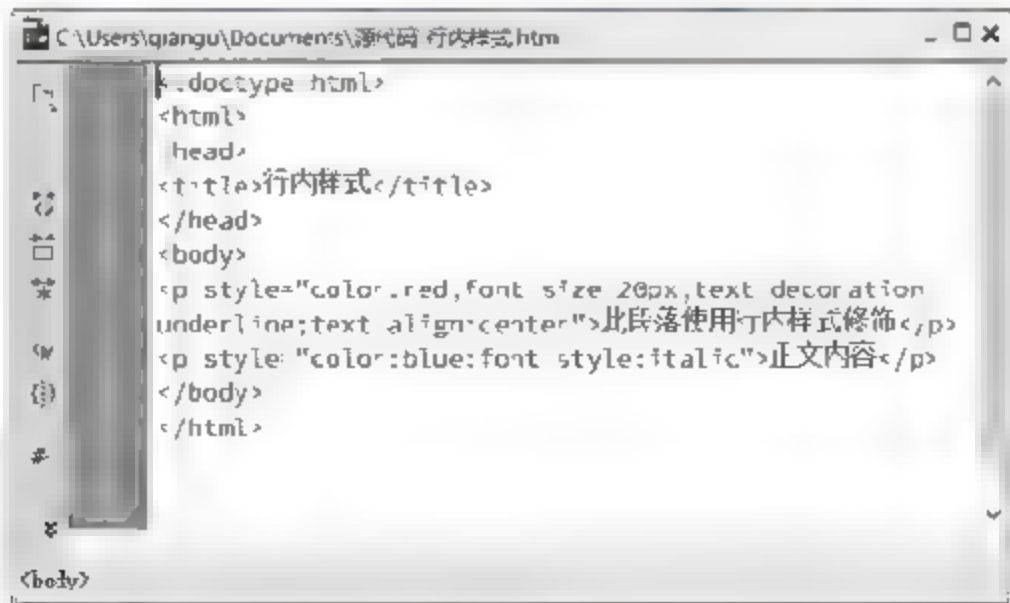 C:\Users\qiangu\Documents\源代码 行内样式.htm
<!doctype html>
<html>
<head>
<title>行内样式</title>
</head>
<body>
<p style="color:red;font-size:20px;text-decoration:
underline;text-align:center">此段落使用行内样式修饰</p>
<p style="color:blue;font-style:italic">正文内容</p>
</body>
</html>
<body>